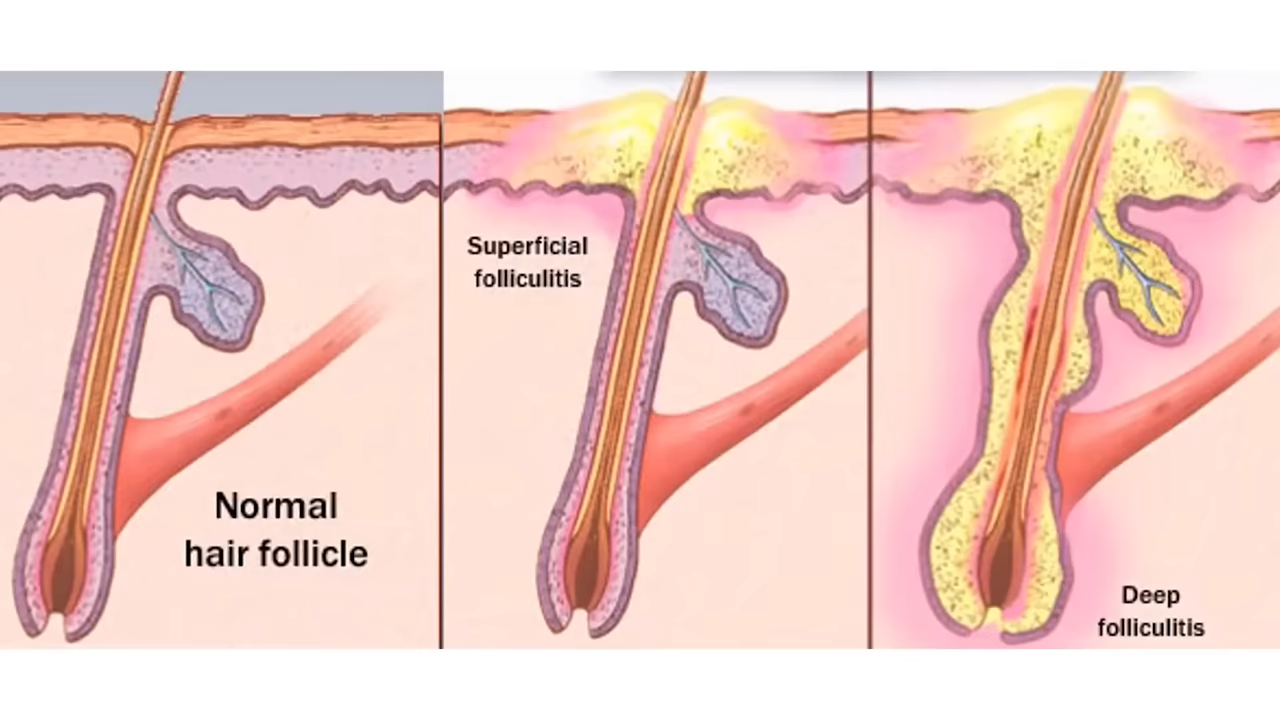 Normal
hair follicle
Superficial
folliculitis
Deep
folliculitis